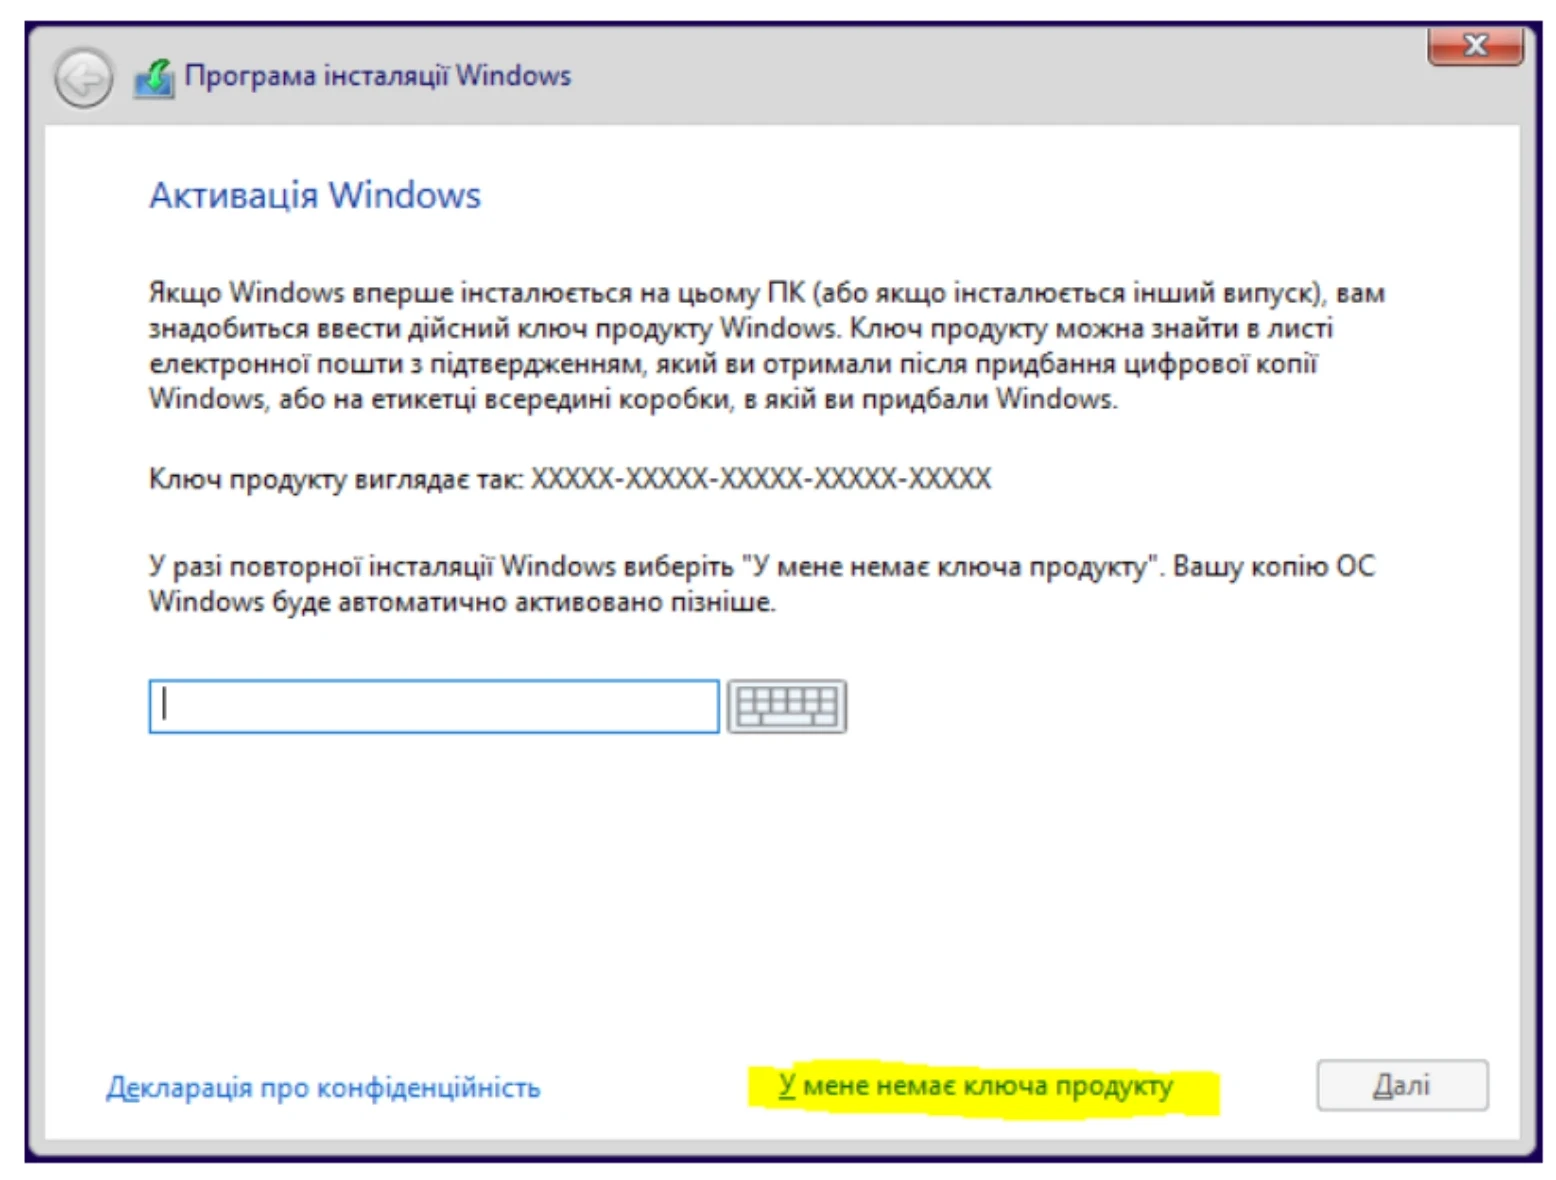 Програма інсталяції Windows
Активація Windows
Якщо Windows вперше інсталюється на цьому ПК (або якщо інсталюється інший випуск), вам
знадобиться ввести дійсний ключ продукту Windows. Ключ продукту можна знайти в листі
електронної пошти з підтвердженням, який ви отримали після придбання цифрової копії
Windows, або на етикетці всередині коробки, в якій ви придбали Windows.
Ключ продукту виглядає так: XXXXX-XXXXX-XXXXX-XXXXX-XXXXX
У разі повторної інсталяції Windows виберіть "У мене немає ключа продукту". Вашу копію ОС
Windows буде автоматично активовано пізніше.
Декларація про конфіденційність
У мене немає ключа продукту
Далі